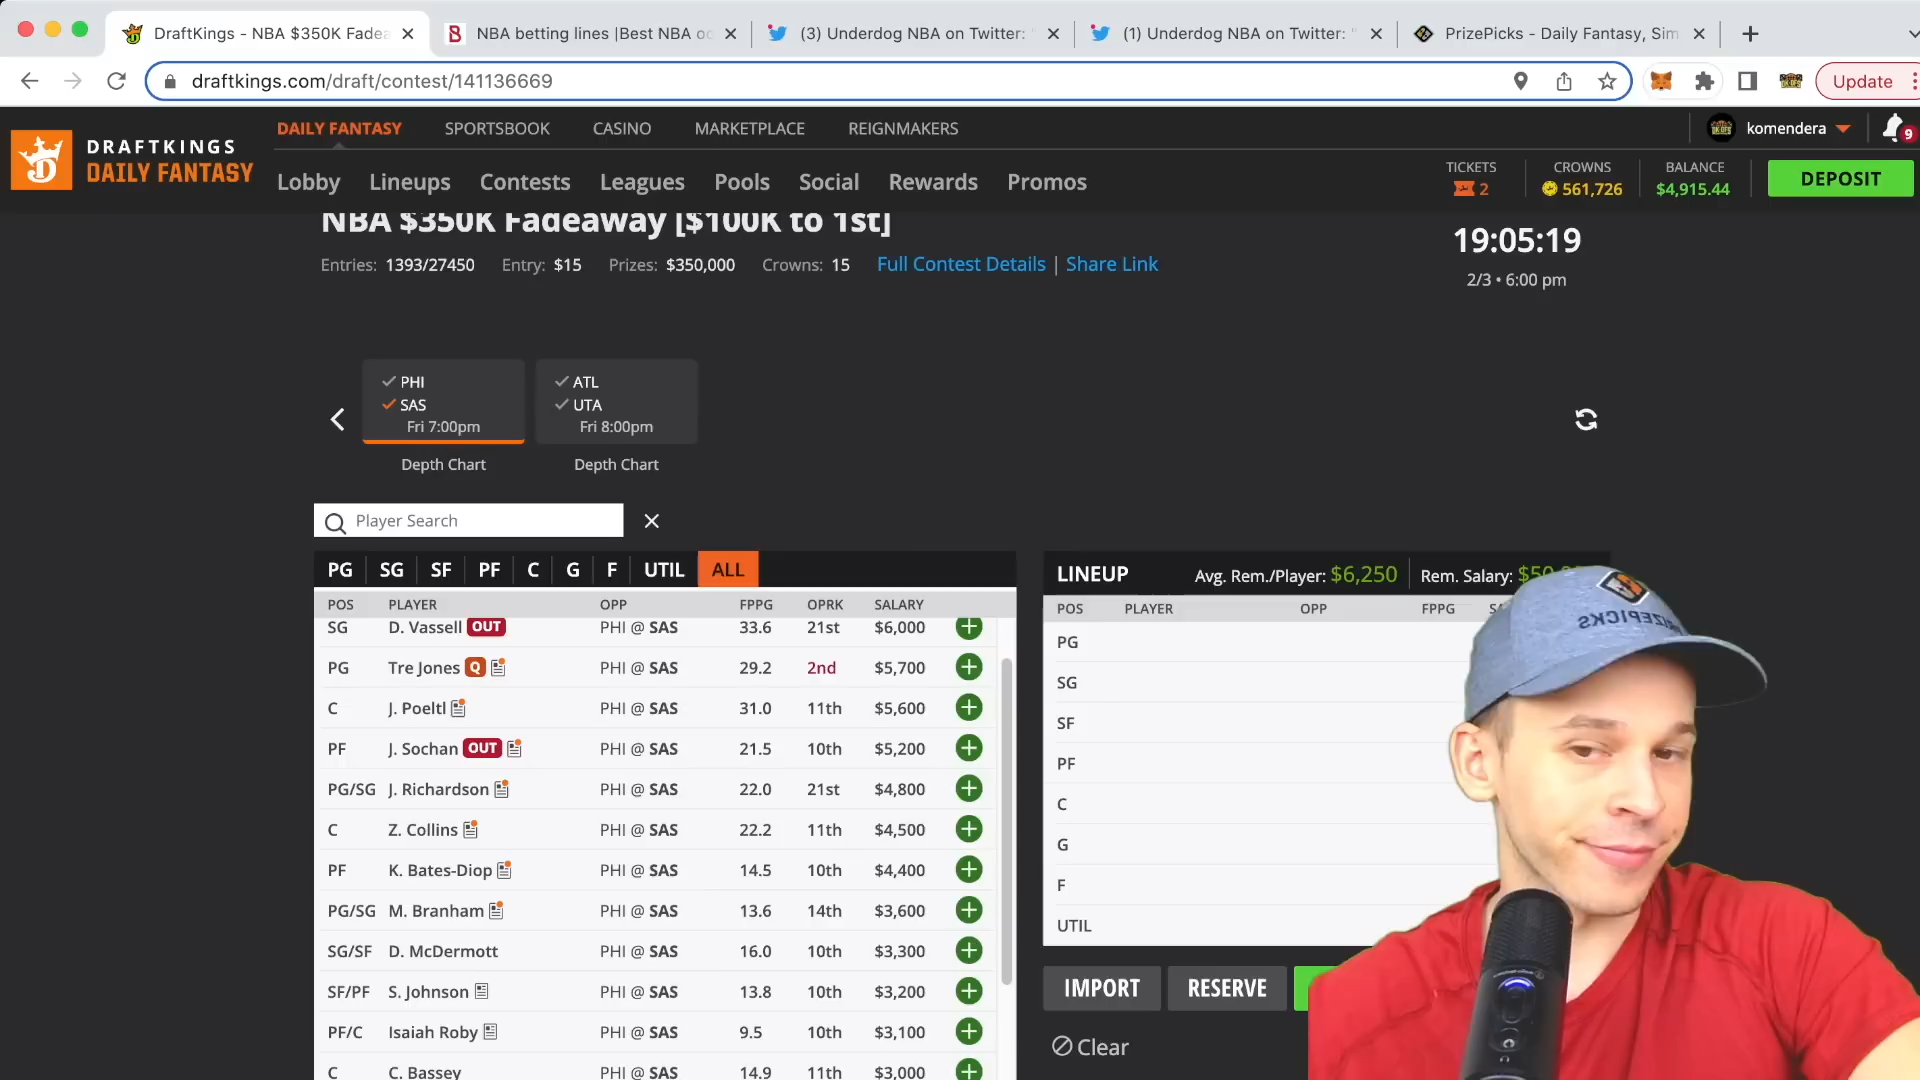 DraftKings - NBA $350K Fadea
NBA betting lines |Best NBA o
(3) Underdog NBA on Twitter: "
(1) Underdog NBA on Twitter: "
PrizePicks - Daily Fantasy, Sim
draftkings.com/draft/contest/141136669
Update
DRAFTKINGS
DAILY FANTASY
DAILY FANTASY SPORTSBOOK CASINO MARKETPLACE REIGNMAKERS
komendera
9
Lobby Lineups Contests Leagues Pools Social Rewards Promos
TICKETS 2
CROWNS 561,726
BALANCE $4,915.44
DEPOSIT
NBA $350K Fadeaway [$100K to 1st]
Entries: 1393/27450 Entry: $15 Prizes: $350,000 Crowns: 15 Full Contest Details | Share Link
19:05:19
2/3 • 6:00 pm
PHI
SAS
Fri 7:00pm
Depth Chart
ATL
UTA
Fri 8:00pm
Depth Chart
Player Search
PG SG SF PF C G F UTIL ALL
POS PLAYER OPP FPPG OPRK SALARY
SG D. Vassell OUT PHI @ SAS 33.6 21st $6,000
PG Tre Jones Q PHI @ SAS 29.2 2nd $5,700
C J. Poeltl PHI @ SAS 31.0 11th $5,600
PF J. Sochan OUT PHI @ SAS 21.5 10th $5,200
PG/SG J. Richardson PHI @ SAS 22.0 21st $4,800
C Z. Collins PHI @ SAS 22.2 11th $4,500
PF K. Bates-Diop PHI @ SAS 14.5 10th $4,400
PG/SG M. Branham PHI @ SAS 13.6 14th $3,600
SG/SF D. McDermott PHI @ SAS 16.0 10th $3,300
SF/PF S. Johnson PHI @ SAS 13.8 10th $3,200
PF/C Isaiah Roby PHI @ SAS 9.5 10th $3,100
C C. Bassey PHI @ SAS 14.9 11th $3,000
LINEUP Avg. Rem./Player: $6,250 Rem. Salary: $50
POS PLAYER OPP FPPG
PG
SG
SF
PF
C
G
F
UTIL
IMPORT RESERVE
Clear
PRIZEPICKS